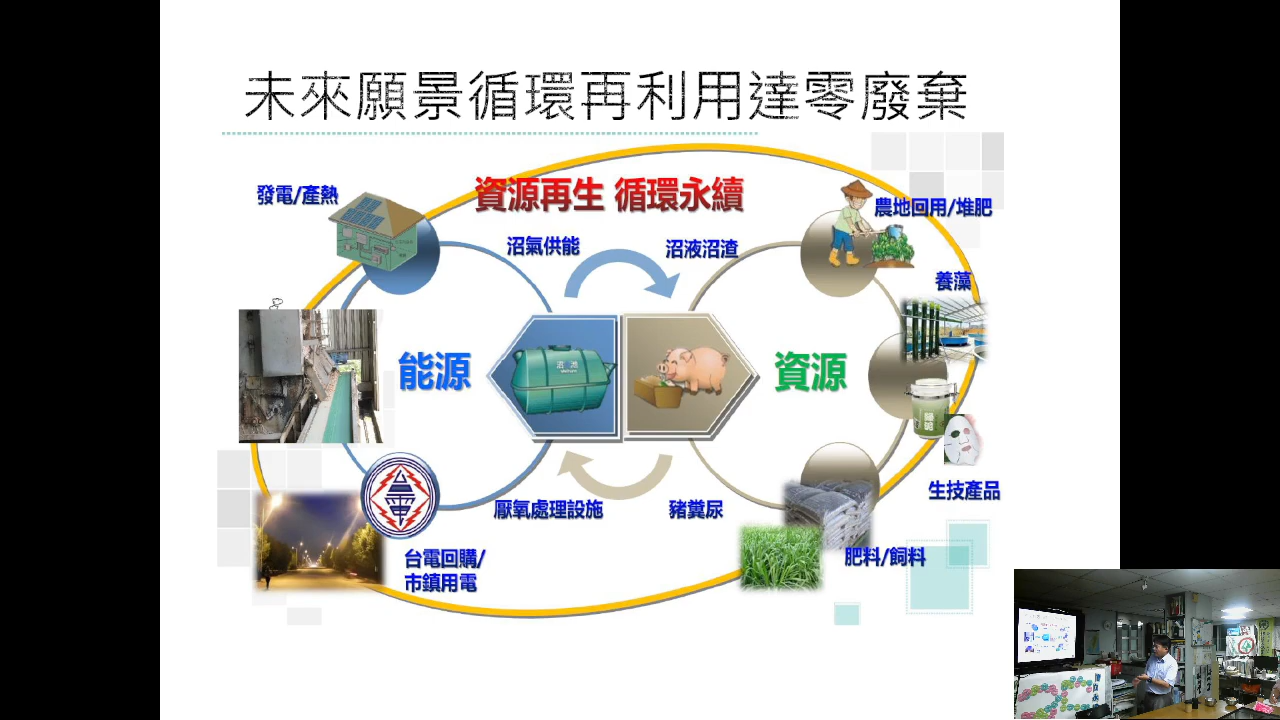 未來願景循環再利用達零廢棄
資源再生 循環永續
發電/產熱
沼氣供能
沼液沼渣
農地回用/堆肥
養藻
能源
資源
生技產品
厭氧處理設施
豬糞尿
台電回購/
市鎮用電
肥料/飼料